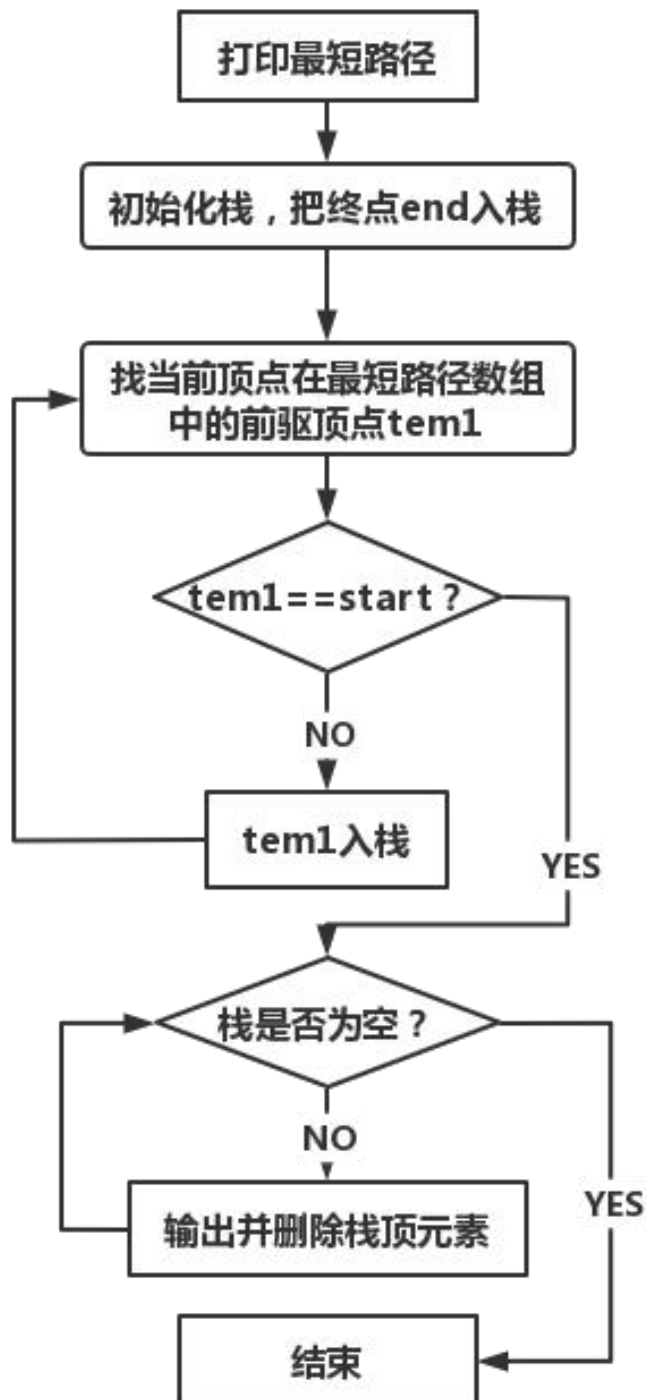 打印最短路径
初始化栈，把终点end入栈
找当前顶点在最短路径数组
中的前驱顶点tem1
tem1==start？
NO
tem1入栈
YES
栈是否为空？
NO
YES
输出并删除栈顶元素
结束